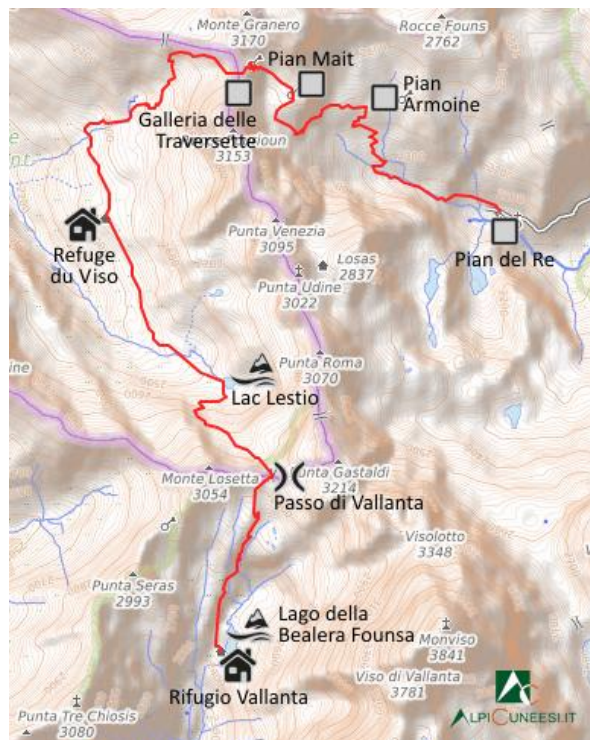 Monte Granero
3170
Rocce Founs
2762
Pian Mait
Pian
Armoine
Galleria delle
Traversette
3153
Punta Venezia
3095
Losas
2837
Refuge
du Viso
Pian del Re
Punta Udine
3022
Punta Roma
3070
Lac Lestio
Monte Losetta
3054
unta Gastaldi
3214
Passo di Vallanta
Visolotto
3348
Punta Seras
2993
Lago della
Bealera Founsa
Monviso
3841
Rifugio Vallanta
Viso di Vallanta
3781
Punta Tre Chiosis
3080
ALPICUNEESI.IT